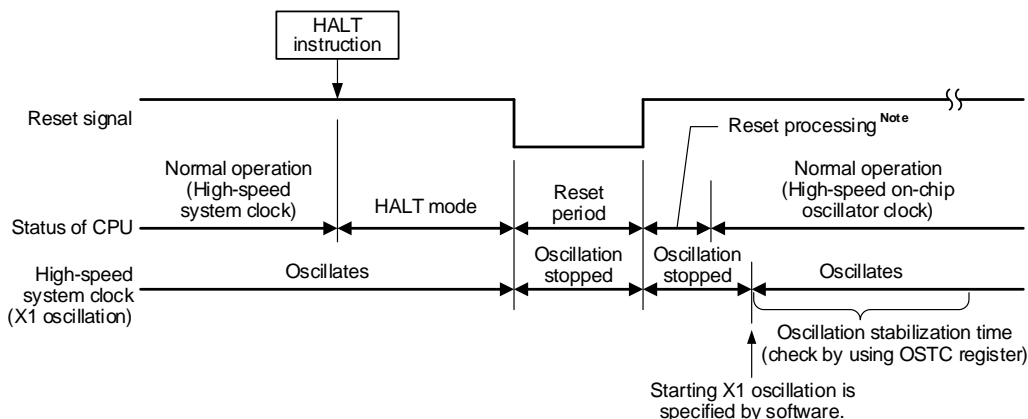 HALT
instruction
Reset signal
Reset processing Note
Normal operation
(High-speed
system clock)
HALT mode
Reset
period
Normal operation
(High-speed on-chip
oscillator clock)
Status of CPU
High-speed
system clock
(X1 oscillation)
Oscillates
Oscillation
stopped
Oscillation
stopped
Oscillates
Oscillation stabilization time
(check by using OSTC register)
Starting X1 oscillation is
specified by software.